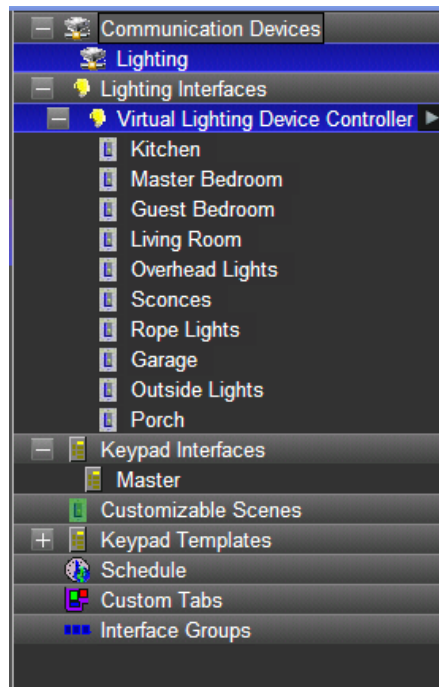 Communication Devices
Lighting
Lighting Interfaces
Virtual Lighting Device Controller
Kitchen
Master Bedroom
Guest Bedroom
Living Room
Overhead Lights
Sconces
Rope Lights
Garage
Outside Lights
Porch
Keypad Interfaces
Master
Customizable Scenes
Keypad Templates
Schedule
Custom Tabs
Interface Groups